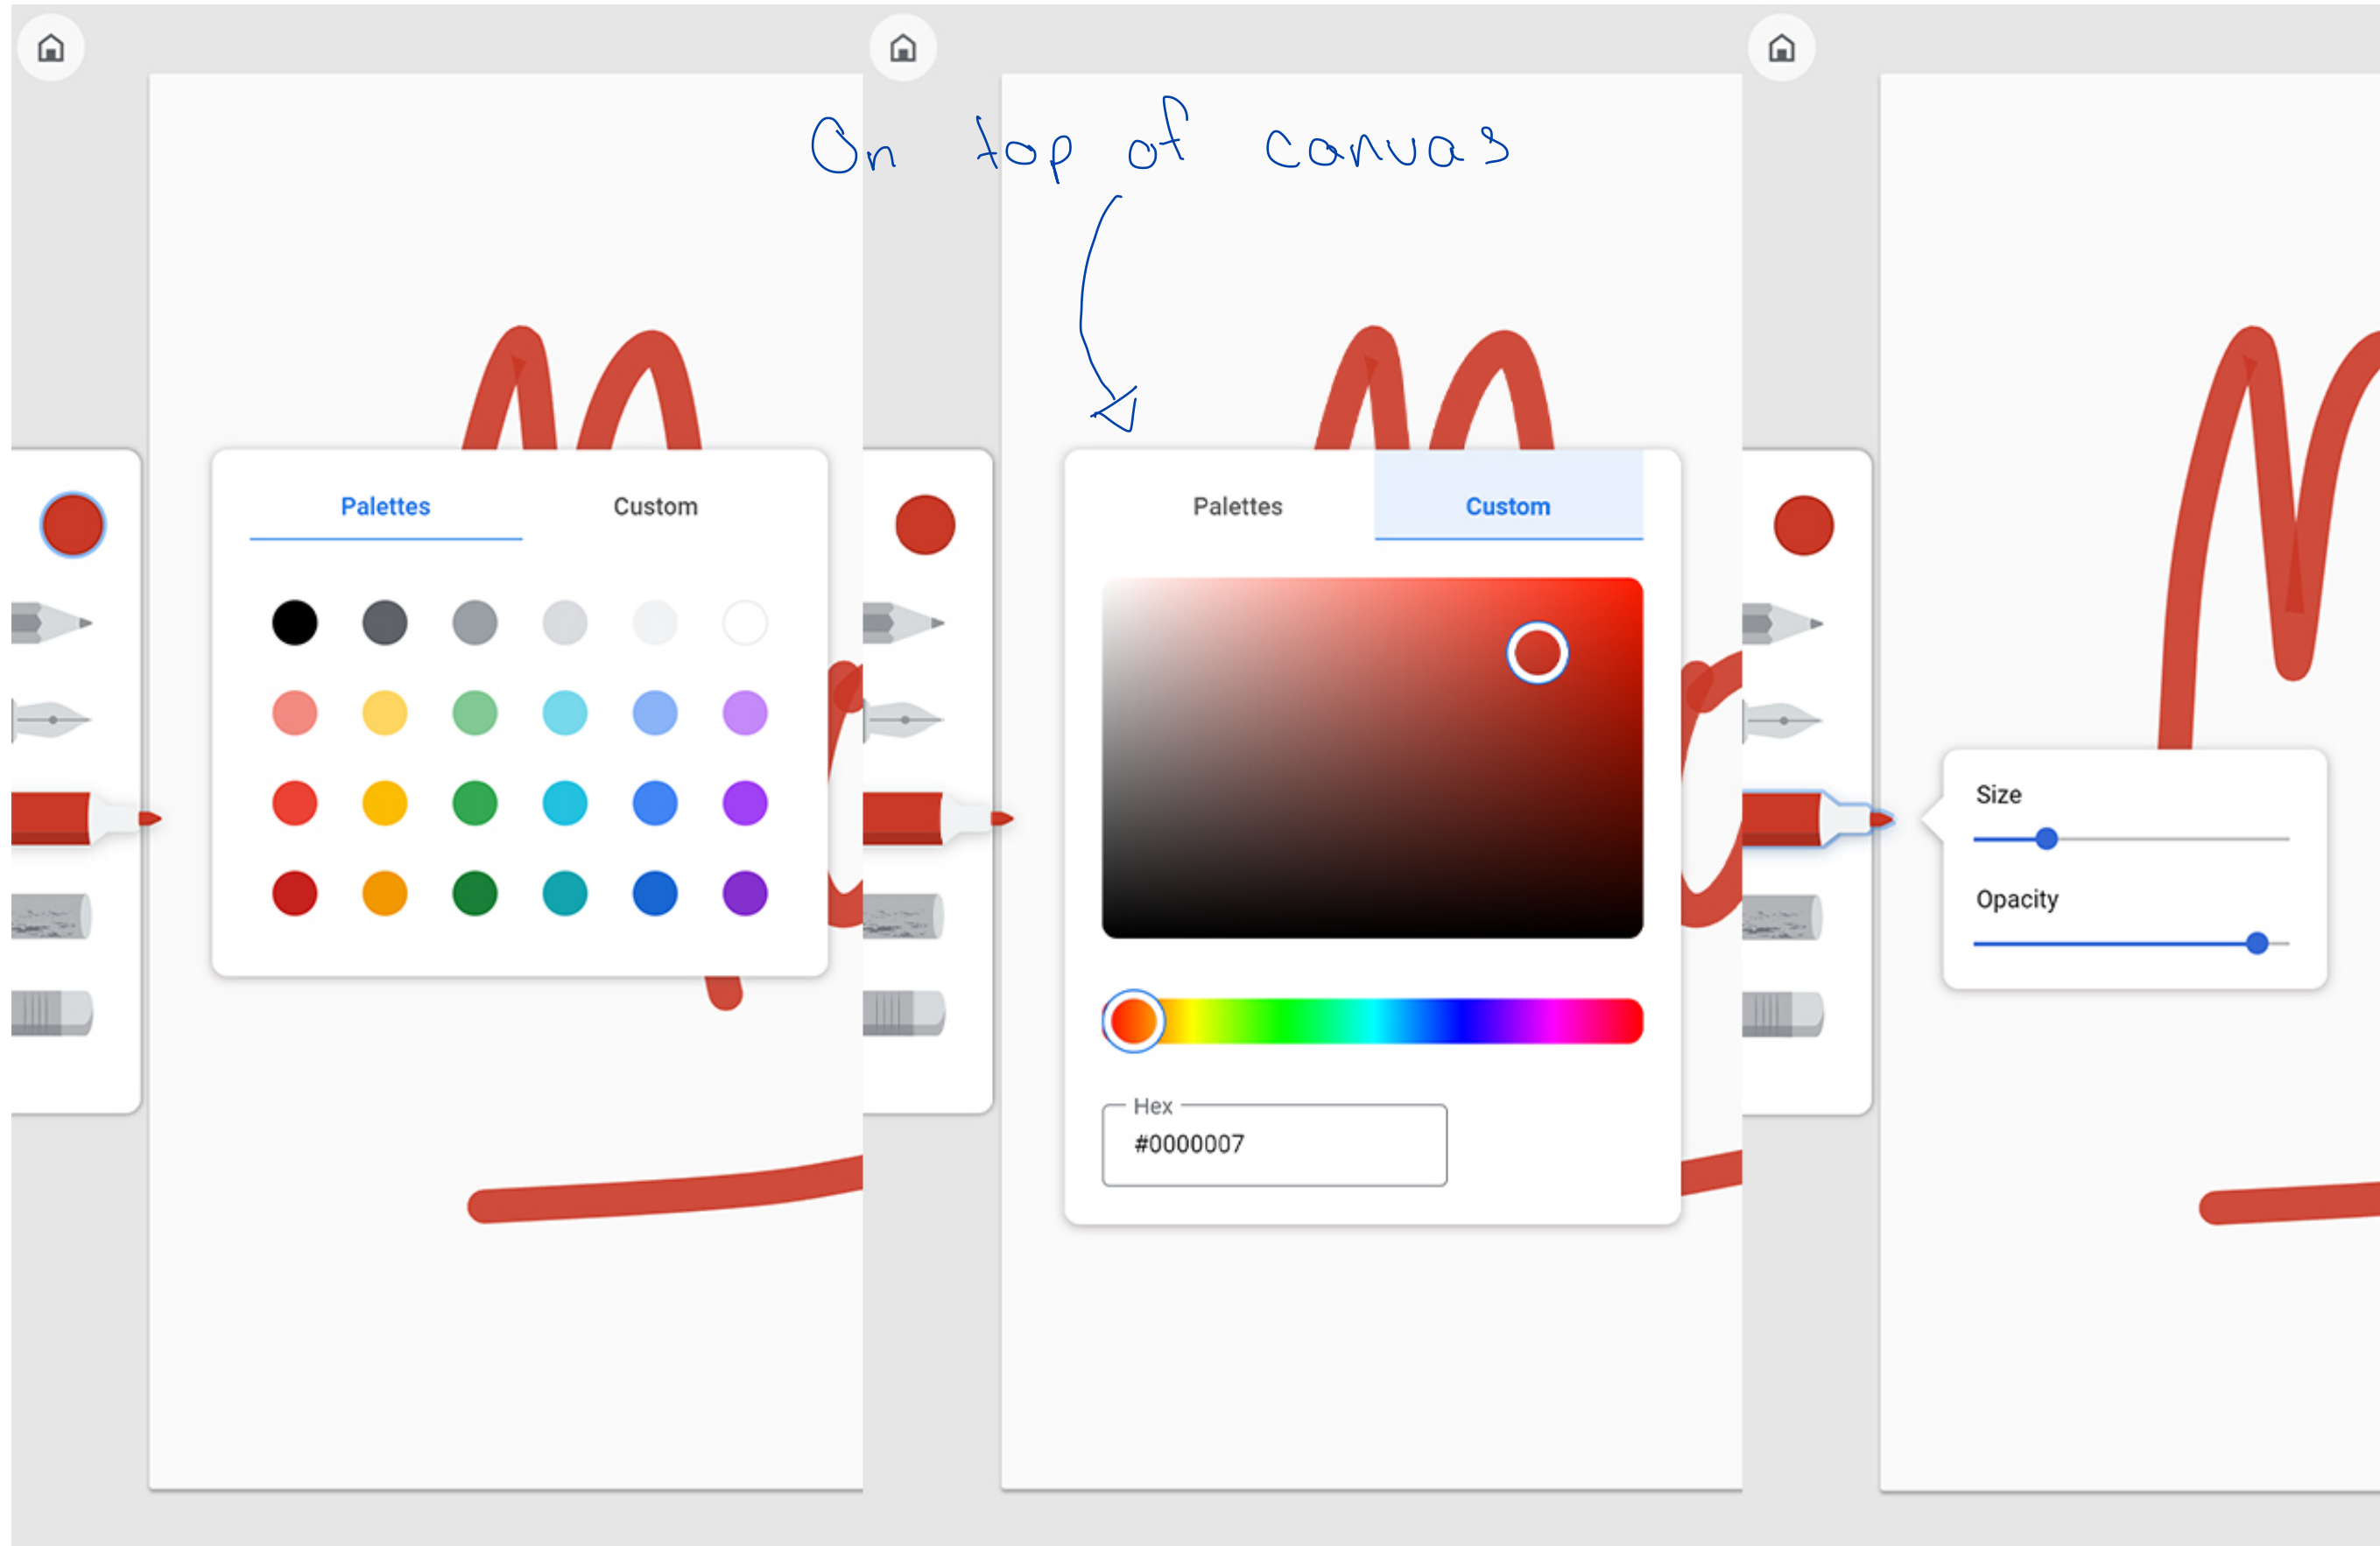 On top of canvas
Palettes Custom
Palettes Custom
Hex
#0000007
Size
Opacity